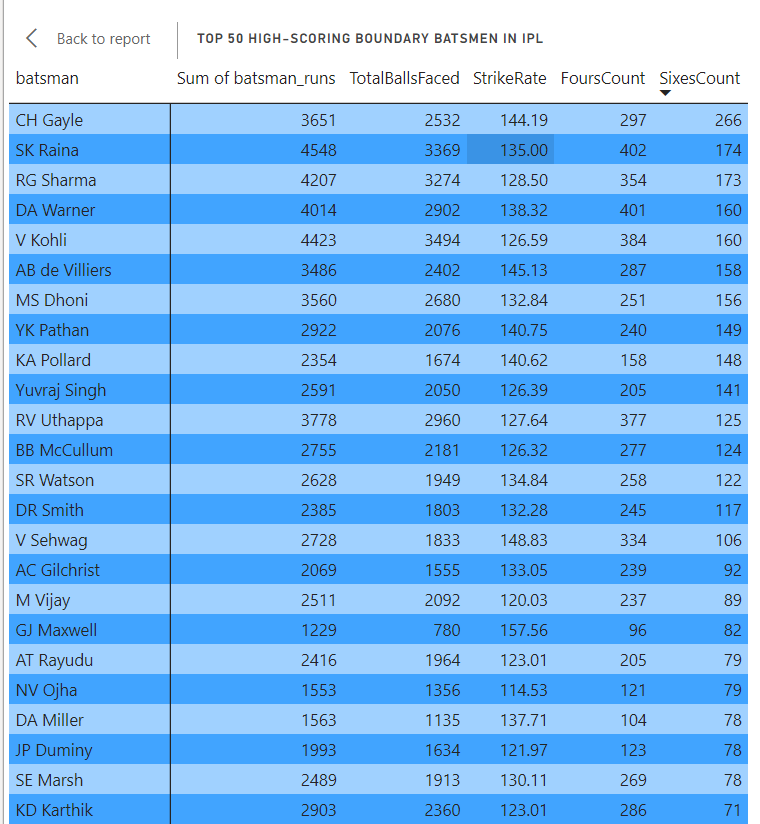 Back to report TOP 50 HIGH-SCORING BOUNDARY BATSMEN IN IPL
batsman Sum of batsman_runs TotalBallsFaced StrikeRate FoursCount SixesCount
CH Gayle 3651 2532 144.19 297 266
SK Raina 4548 3369 135.00 402 174
RG Sharma 4207 3274 128.50 354 173
DA Warner 4014 2902 138.32 401 160
V Kohli 4423 3494 126.59 384 160
AB de Villiers 3486 2402 145.13 287 158
MS Dhoni 3560 2680 132.84 251 156
YK Pathan 2922 2076 140.75 240 149
KA Pollard 2354 1674 140.62 158 148
Yuvraj Singh 2591 2050 126.39 205 141
RV Uthappa 3778 2960 127.64 377 125
BB McCullum 2755 2181 126.32 277 124
SR Watson 2628 1949 134.84 258 122
DR Smith 2385 1803 132.28 245 117
V Sehwag 2728 1833 148.83 334 106
AC Gilchrist 2069 1555 133.05 239 92
M Vijay 2511 2092 120.03 237 89
GJ Maxwell 1229 780 157.56 96 82
AT Rayudu 2416 1964 123.01 205 79
NV Ojha 1553 1356 114.53 121 79
DA Miller 1563 1135 137.71 104 78
JP Duminy 1993 1634 121.97 123 78
SE Marsh 2489 1913 130.11 269 78
KD Karthik 2903 2360 123.01 286 71